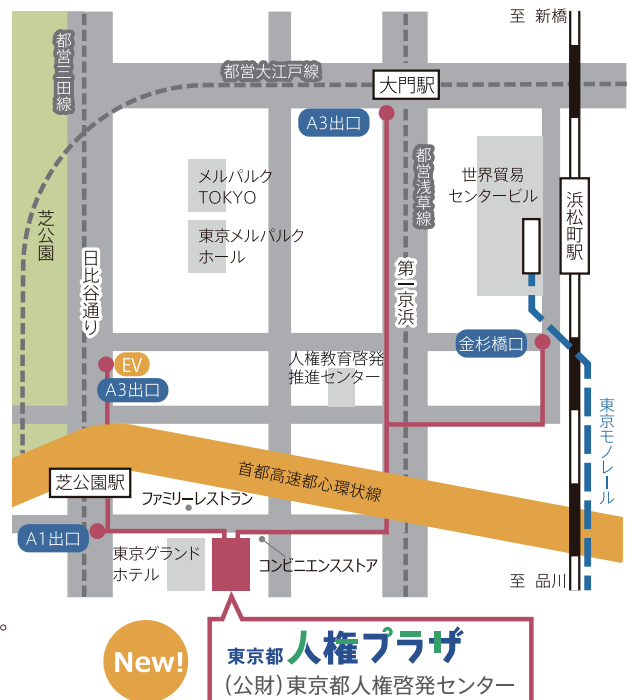 至 新橋
都営三田線
都営大江戸線
大門駅
A3出口
都営浅草線
世界貿易
センタービル
浜松町駅
メルパルク
TOKYO
東京メルパルク
ホール
芝公園
日比谷通り
第一京浜
金杉橋口
EV
A3出口
人権教育啓発
推進センター
東京モノレール
首都高速都心環状線
芝公園駅
ファミリーレストラン
A1出口
東京グランド
ホテル
コンビニエンスストア
至 品川
。
New!
東京都 人権プラザ
(公財)東京都人権啓発センター